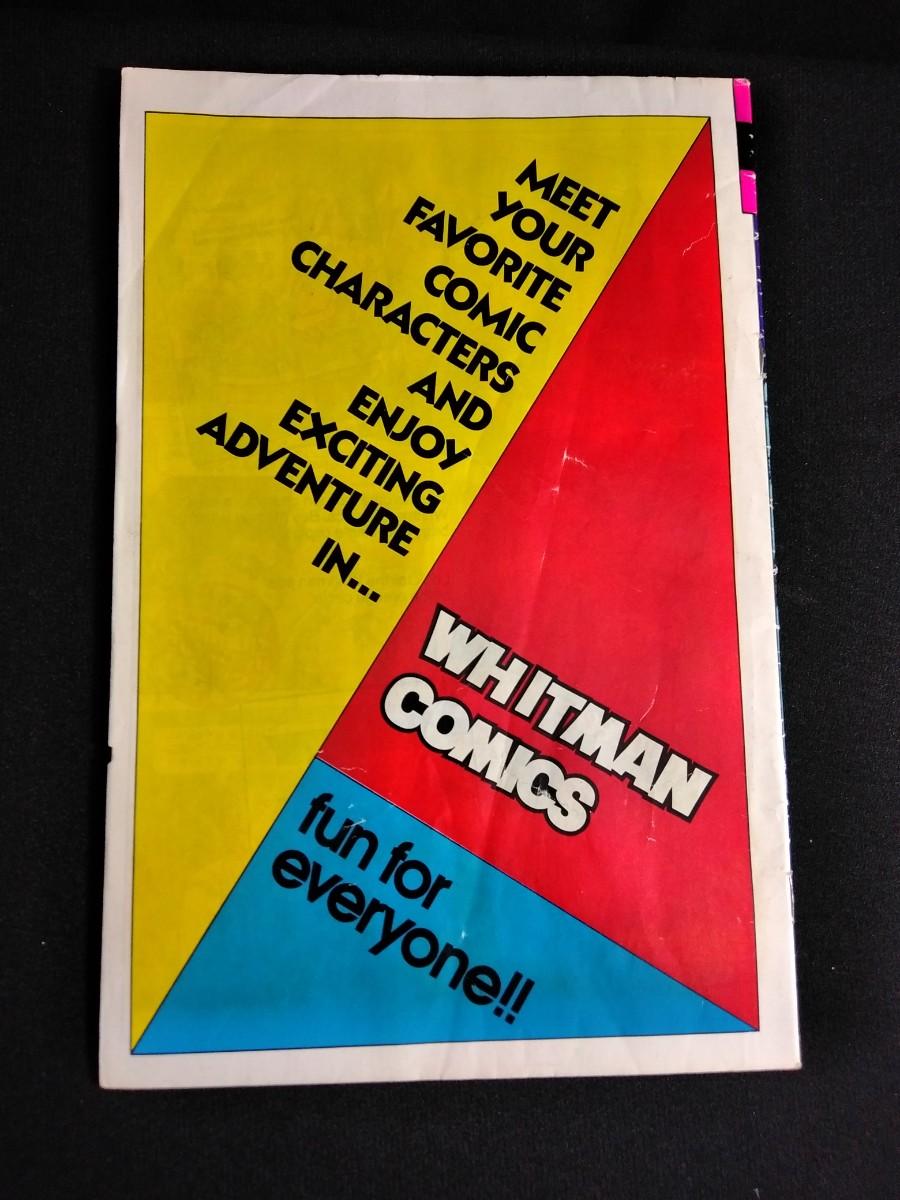 MEET
YOUR
FAVORITE
COMIC
CHARACTERS
AND
ENJOY
EXCITING
ADVENTURE
IN...
WHITMAN
COMICS
fun for
everyone!!